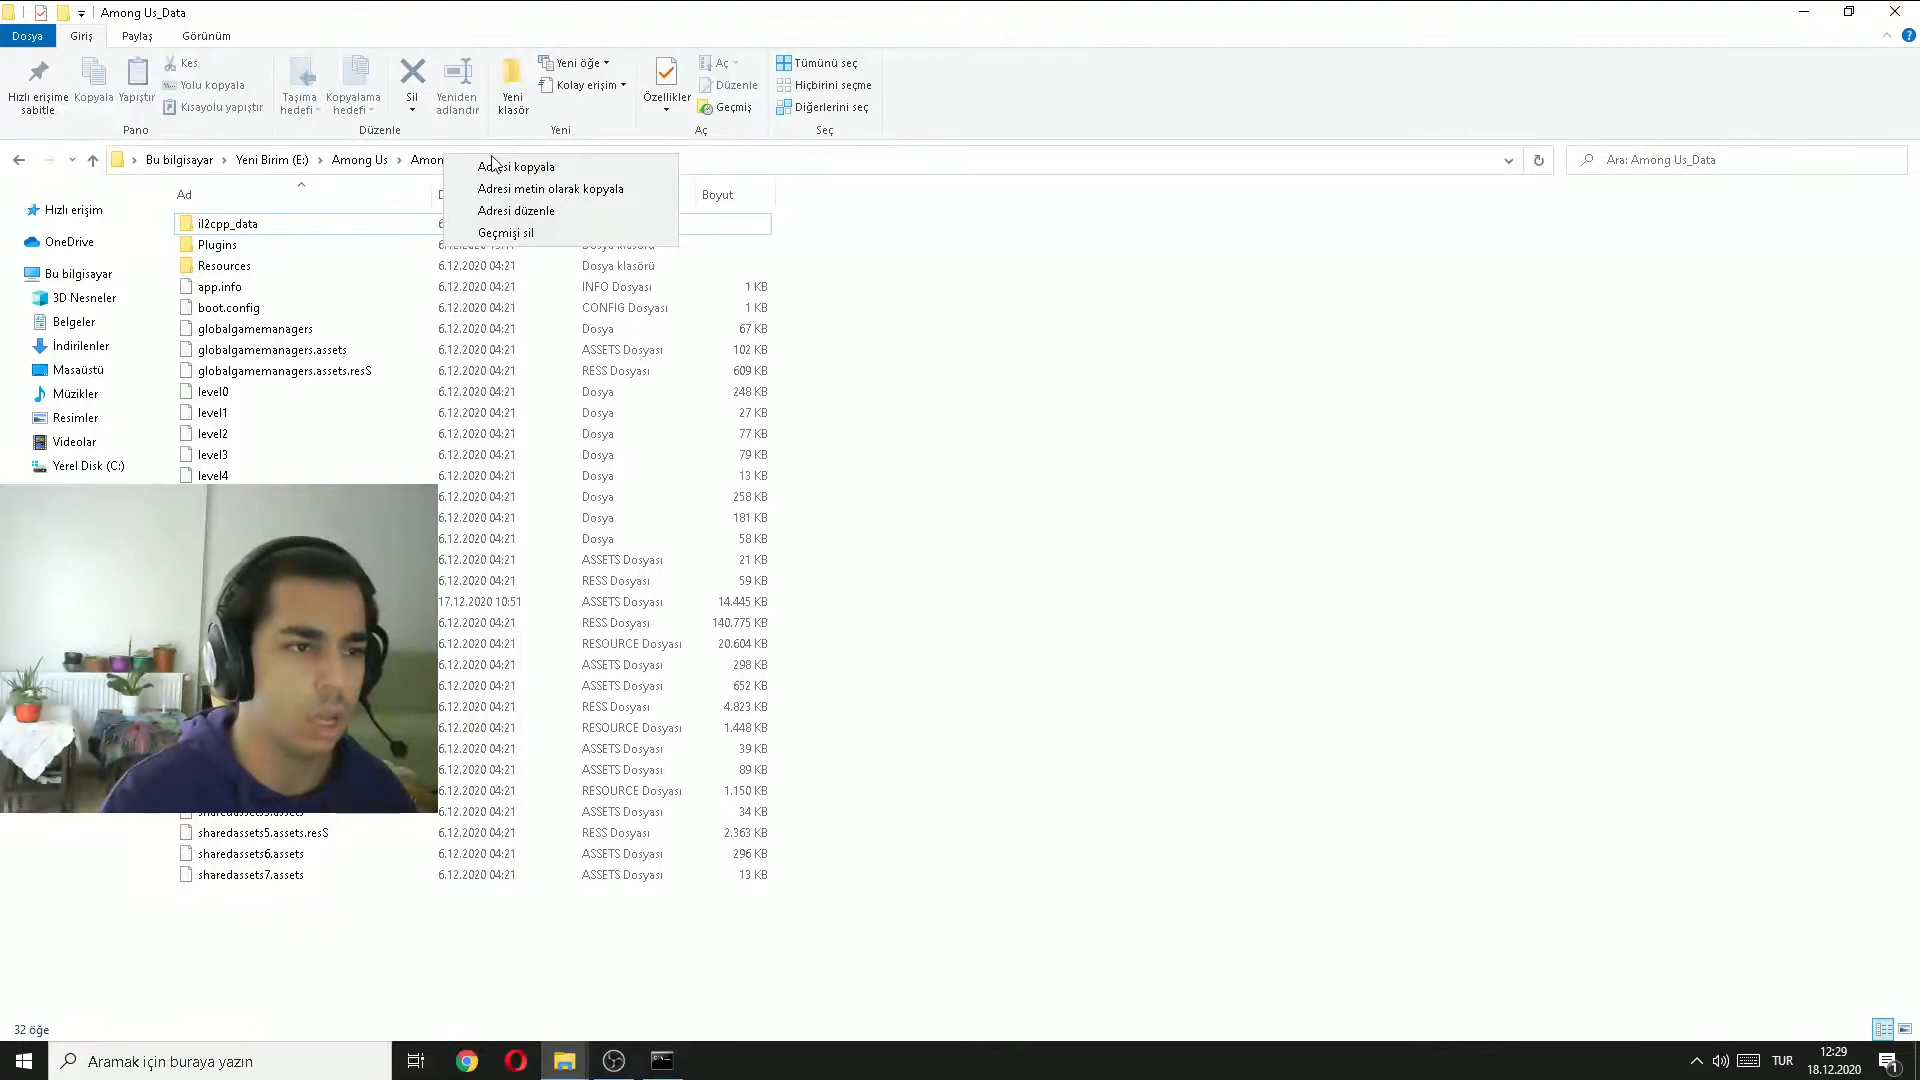 Among Us_Data
Dosya Giriş Paylaş Görünüm
Hızlı erişime sabitle
Kopyala
Yapıştır
Kes
Yolu kopyala
Kısayolu yapıştır
Pano
Taşıma hedefi
Kopyalama hedefi
Sil
Yeniden adlandır
Düzenle
Yeni klasör
Yeni öğe
Kolay erişim
Yeni
Özellikler
Aç
Düzenle
Geçmiş
Aç
Tümünü seç
Hiçbirini seçme
Diğerlerini seç
Seç
Bu bilgisayar Yeni Birim (E:) Among Us Amon
Ara: Among Us_Data
Adresi kopyala
Adresi metin olarak kopyala
Adresi düzenle
Geçmişi sil
Hızlı erişim
OneDrive
Bu bilgisayar
3D Nesneler
Belgeler
İndirilenler
Masaüstü
Müzikler
Resimler
Videolar
Yerel Disk (C:)
Ad Boyut
il2cpp_data
Plugins
Resources 6.12.2020 04:21 Dosya klasörü
app.info 6.12.2020 04:21 INFO Dosyası 1 KB
boot.config 6.12.2020 04:21 CONFIG Dosyası 1 KB
globalgamemanagers 6.12.2020 04:21 Dosya 67 KB
globalgamemanagers.assets 6.12.2020 04:21 ASSETS Dosyası 102 KB
globalgamemanagers.assets.resS 6.12.2020 04:21 RESS Dosyası 609 KB
level0 6.12.2020 04:21 Dosya 248 KB
level1 6.12.2020 04:21 Dosya 27 KB
level2 6.12.2020 04:21 Dosya 77 KB
level3 6.12.2020 04:21 Dosya 79 KB
level4 6.12.2020 04:21 Dosya 13 KB
6.12.2020 04:21 Dosya 258 KB
6.12.2020 04:21 Dosya 181 KB
6.12.2020 04:21 Dosya 58 KB
6.12.2020 04:21 ASSETS Dosyası 21 KB
6.12.2020 04:21 RESS Dosyası 59 KB
17.12.2020 10:51 ASSETS Dosyası 14.445 KB
6.12.2020 04:21 RESS Dosyası 140.775 KB
6.12.2020 04:21 RESOURCE Dosyası 20.604 KB
6.12.2020 04:21 ASSETS Dosyası 298 KB
6.12.2020 04:21 ASSETS Dosyası 652 KB
6.12.2020 04:21 RESS Dosyası 4.823 KB
6.12.2020 04:21 RESOURCE Dosyası 1.448 KB
6.12.2020 04:21 ASSETS Dosyası 39 KB
6.12.2020 04:21 ASSETS Dosyası 89 KB
6.12.2020 04:21 RESOURCE Dosyası 1.150 KB
6.12.2020 04:21 ASSETS Dosyası 34 KB
sharedassets5.assets.resS 6.12.2020 04:21 RESS Dosyası 2.363 KB
sharedassets6.assets 6.12.2020 04:21 ASSETS Dosyası 296 KB
sharedassets7.assets 6.12.2020 04:21 ASSETS Dosyası 13 KB
32 öğe
Aramak için buraya yazın
TUR
12:29
18.12.2020
1